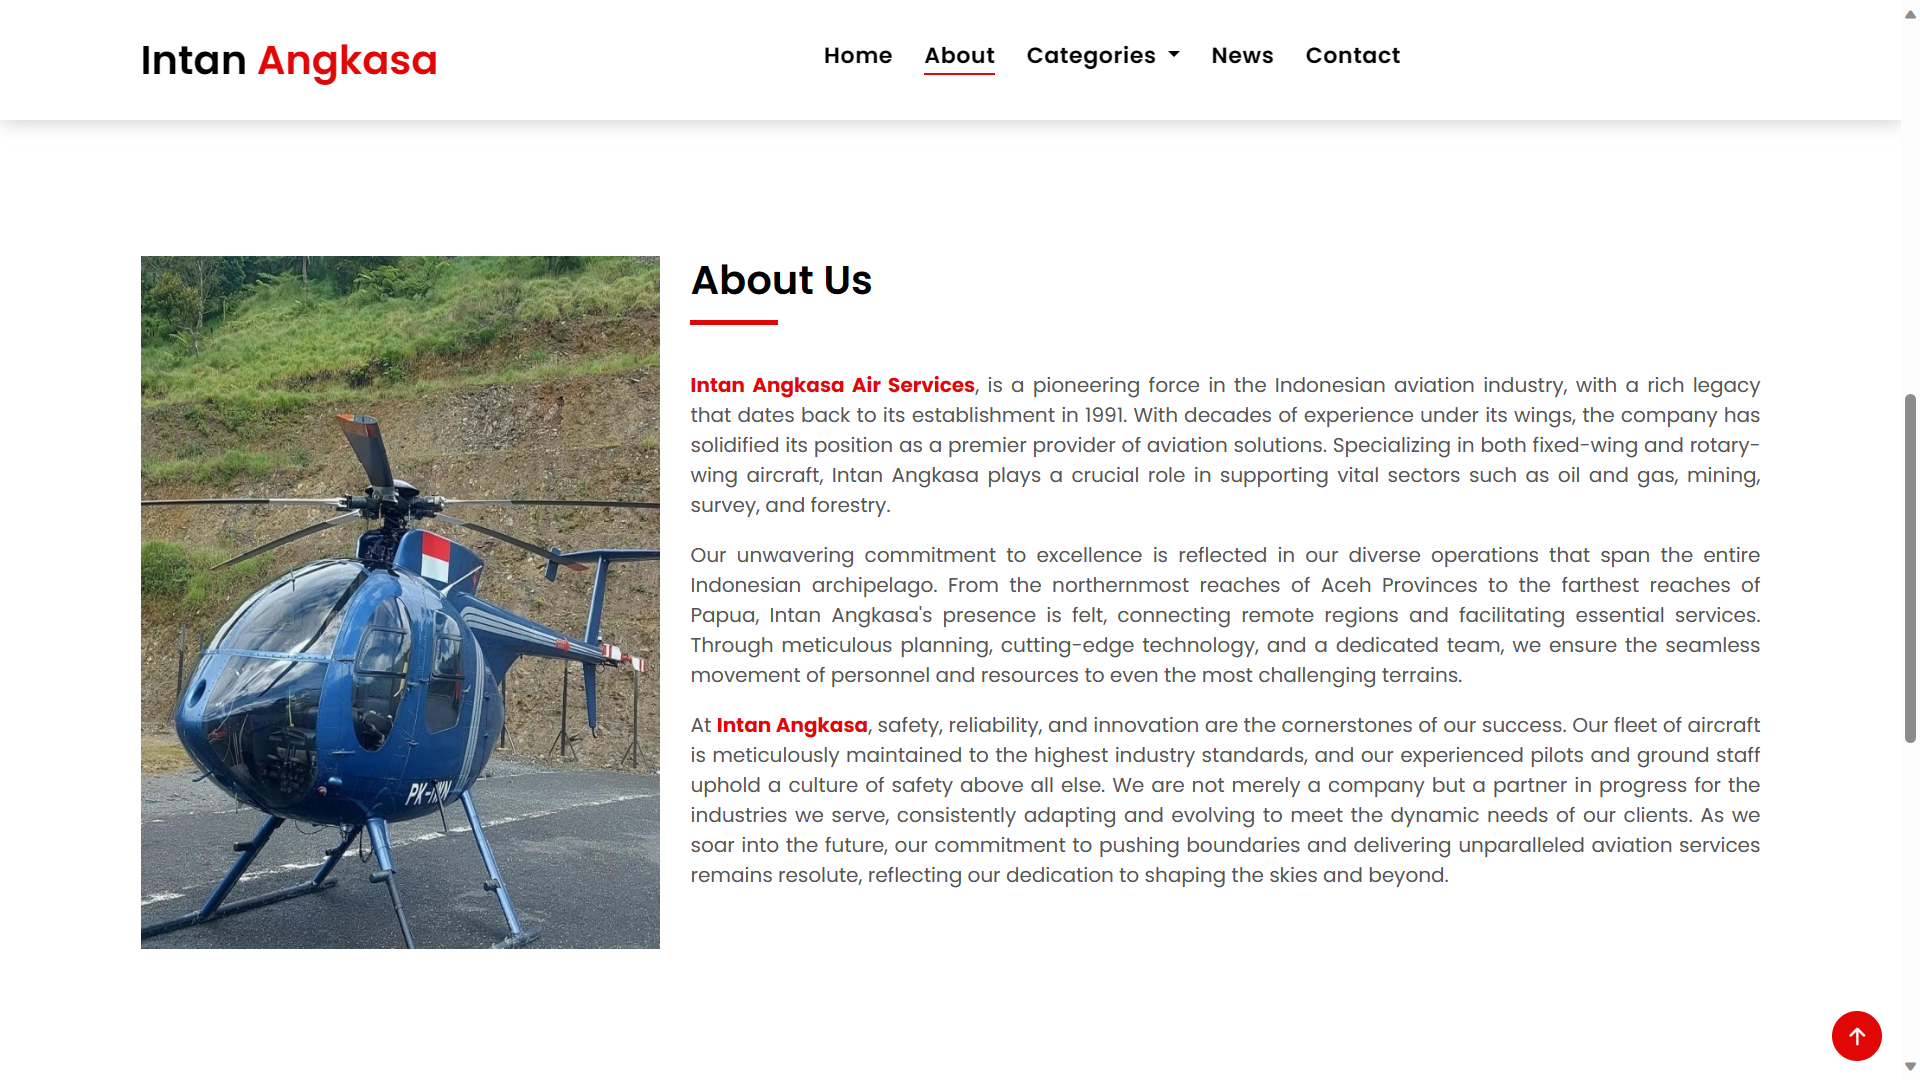 Intan Angkasa
Home About Categories News Contact
About Us
Intan Angkasa Air Services, is a pioneering force in the Indonesian aviation industry, with a rich legacy
that dates back to its establishment in 1991. With decades of experience under its wings, the company has
solidified its position as a premier provider of aviation solutions. Specializing in both fixed-wing and rotary-
wing aircraft, Intan Angkasa plays a crucial role in supporting vital sectors such as oil and gas, mining,
survey, and forestry.
Our unwavering commitment to excellence is reflected in our diverse operations that span the entire
Indonesian archipelago. From the northernmost reaches of Aceh Provinces to the farthest reaches of
Papua, Intan Angkasa's presence is felt, connecting remote regions and facilitating essential services.
Through meticulous planning, cutting-edge technology, and a dedicated team, we ensure the seamless
movement of personnel and resources to even the most challenging terrains.
At Intan Angkasa, safety, reliability, and innovation are the cornerstones of our success. Our fleet of aircraft
is meticulously maintained to the highest industry standards, and our experienced pilots and ground staff
uphold a culture of safety above all else. We are not merely a company but a partner in progress for the
industries we serve, consistently adapting and evolving to meet the dynamic needs of our clients. As we
soar into the future, our commitment to pushing boundaries and delivering unparalleled aviation services
remains resolute, reflecting our dedication to shaping the skies and beyond.